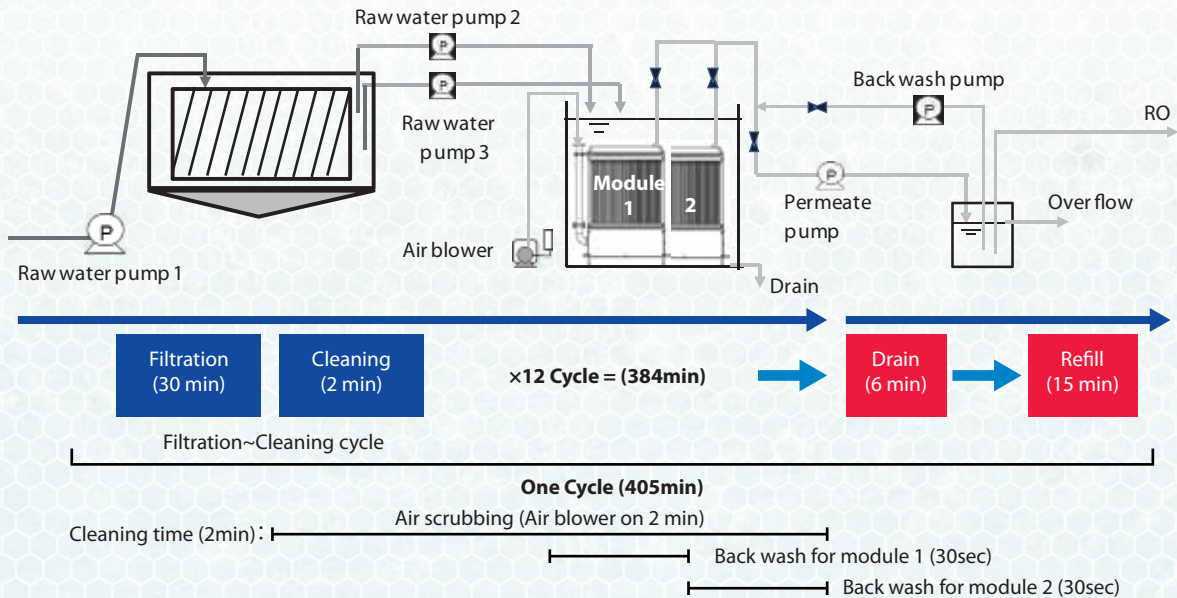 Raw water pump 2
P
P
Raw water
pump 3
P
Raw water pump 1
Air blower
Module
1
2
Drain
Back wash pump
P
P
Permeate
pump
RO
Over flow
Filtration
(30 min)
Cleaning
(2 min)
×12 Cycle = (384min)
Drain
(6 min)
Refill
(15 min)
Filtration~Cleaning cycle
One Cycle (405min)
Cleaning time (2min):
Air scrubbing (Air blower on 2 min)
Back wash for module 1 (30sec)
Back wash for module 2 (30sec)